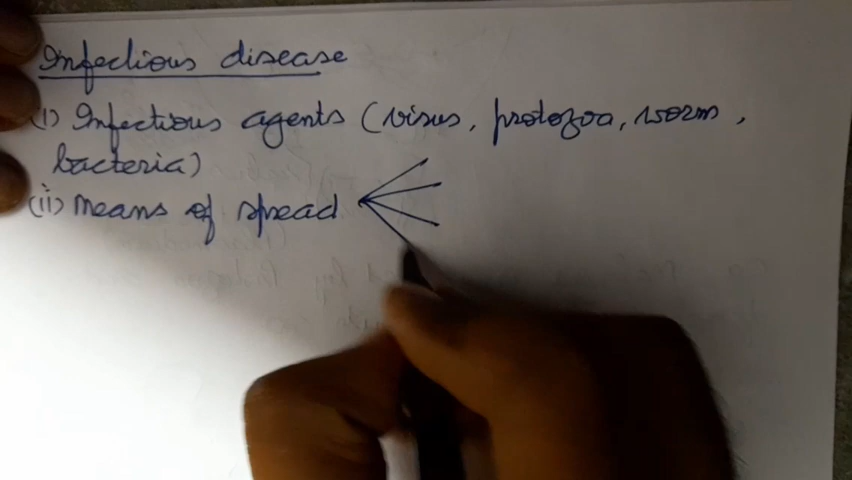 Infectious disease
(i) Infectious agents (virus, protozoa, worm,
bacteria)
(ii) Means of spread